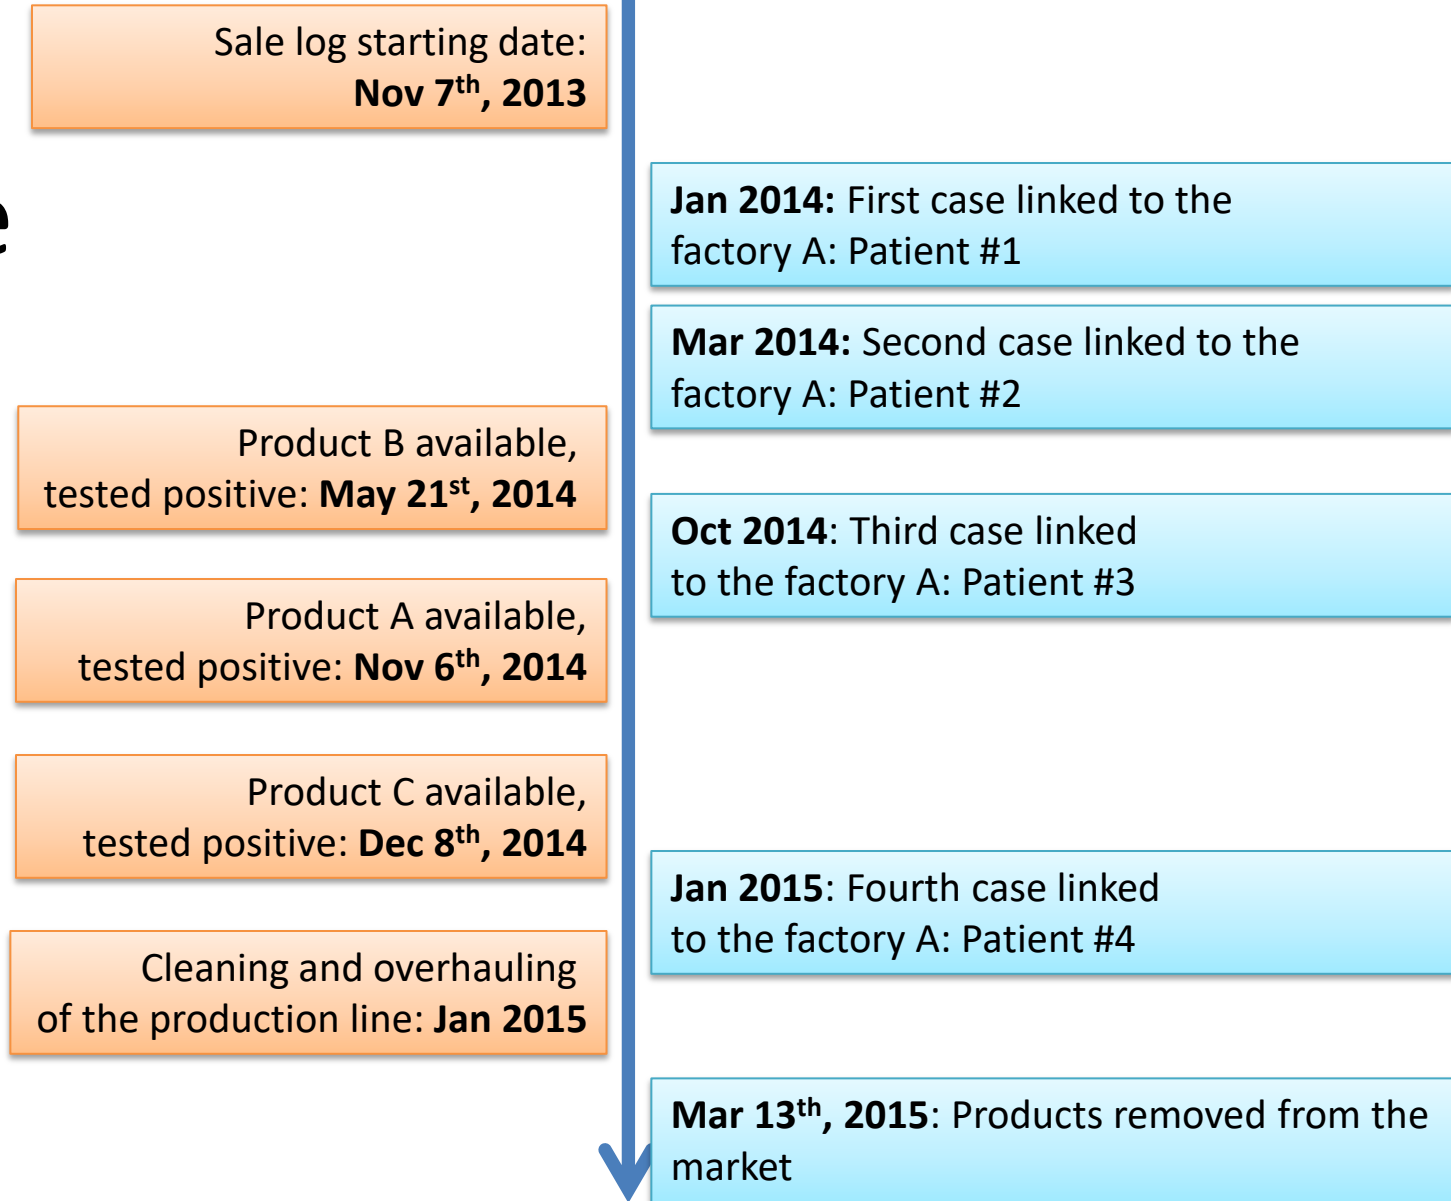 Sale log starting date:
Nov 7th, 2013
e
Jan 2014: First case linked to the
factory A: Patient #1
Mar 2014: Second case linked to the
factory A: Patient #2
Product B available,
tested positive: May 21st, 2014
Oct 2014: Third case linked
to the factory A: Patient #3
Product A available,
tested positive: Nov 6th, 2014
Product C available,
tested positive: Dec 8th, 2014
Jan 2015: Fourth case linked
to the factory A: Patient #4
Cleaning and overhauling
of the production line: Jan 2015
Mar 13th, 2015: Products removed from the
market